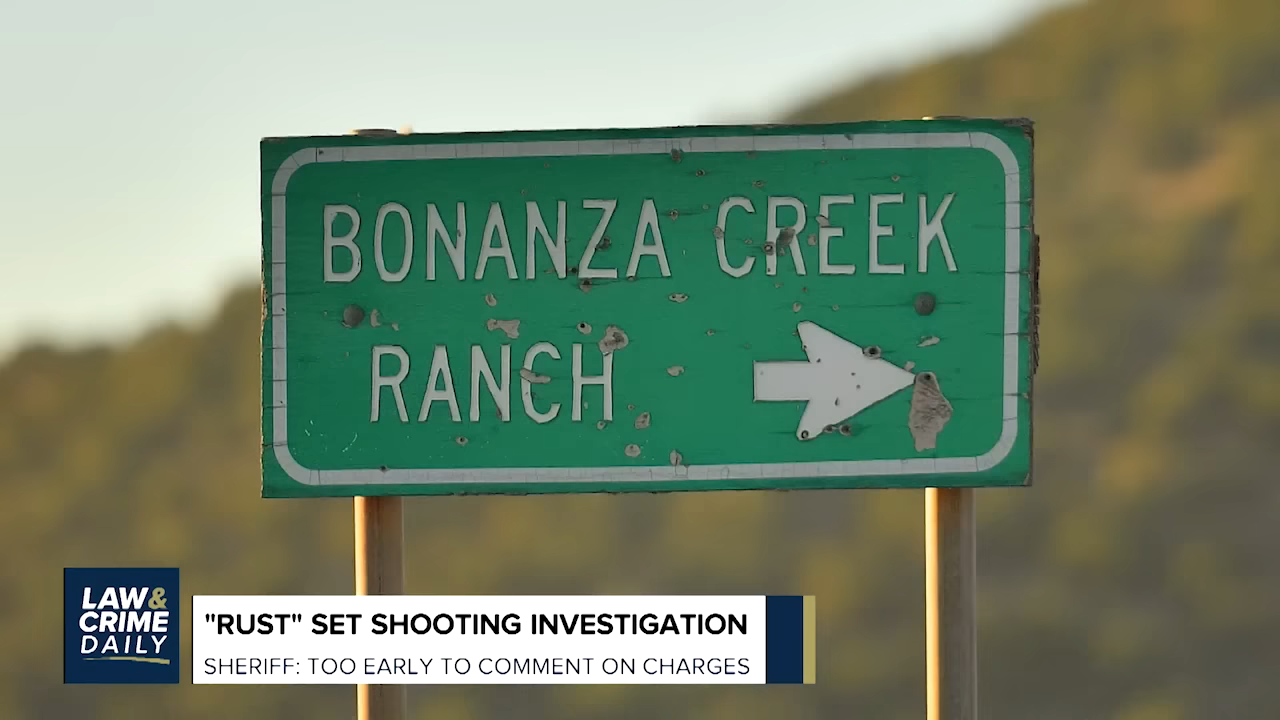 BONANZA CREEK
RANCH
LAW&
CRIME
DAILY
"RUST" SET SHOOTING INVESTIGATION
SHERIFF: TOO EARLY TO COMMENT ON CHARGES